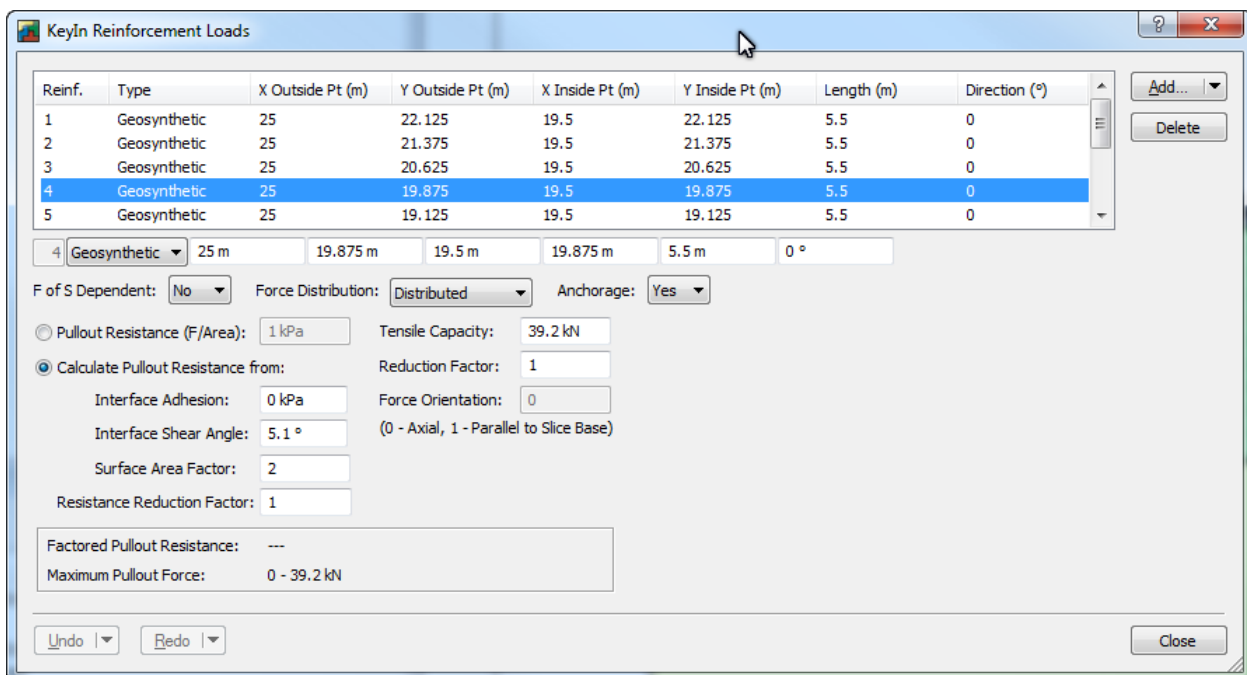 KeyIn Reinforcement Loads
Reinf. Type X Outside Pt (m) Y Outside Pt (m) X Inside Pt (m) Y Inside Pt (m) Length (m) Direction (°)
1 Geosynthetic 25 22.125 19.5 22.125 5.5 0
2 Geosynthetic 25 21.375 19.5 21.375 5.5 0
3 Geosynthetic 25 20.625 19.5 20.625 5.5 0
4 Geosynthetic 25 19.875 19.5 19.875 5.5 0
5 Geosynthetic 25 19.125 19.5 19.125 5.5 0
Add...
Delete
4 Geosynthetic 25 m 19.875 m 19.5 m 19.875 m 5.5 m 0 °
F of S Dependent: No Force Distribution: Distributed Anchorage: Yes
Pullout Resistance (F/Area): 1 kPa Tensile Capacity: 39.2 kN
Calculate Pullout Resistance from: Reduction Factor: 1
Interface Adhesion: 0 kPa Force Orientation: 0
Interface Shear Angle: 5.1 ° (0 - Axial, 1 - Parallel to Slice Base)
Surface Area Factor: 2
Resistance Reduction Factor: 1
Factored Pullout Resistance: ---
Maximum Pullout Force: 0 - 39.2 kN
Undo Redo Close